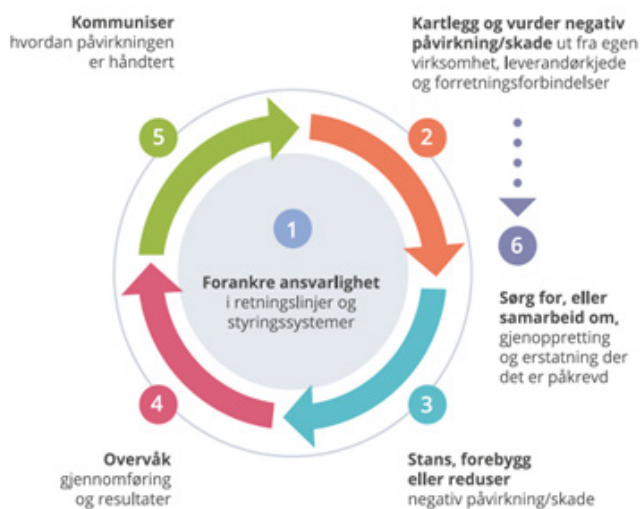 Kommuniser
hvordan påvirkningen
er håndtert
Kartlegg og vurder negativ
påvirkning/skade ut fra egen
virksomhet, leverandørkjede
og forretningsforbindelser
5
2
1
6
Forankre ansvarlighet
i retningslinjer og
styringssystemer
Sørg for, eller
samarbeid om,
gjenoppretting
og erstatning der
det er påkrevd
4
3
Overvåk
gjennomføring
og resultater
Stans, forebygg
eller reduser
negativ påvirkning/skade